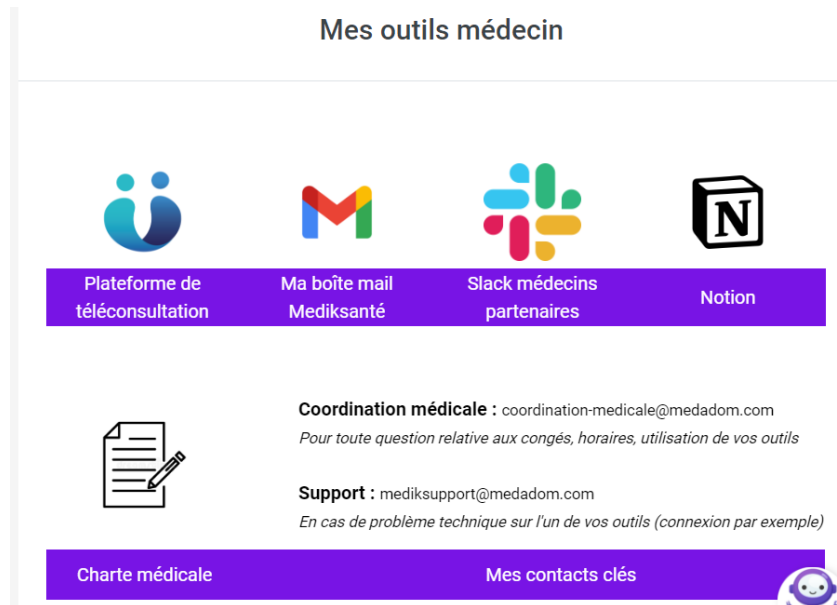 Mes outils médecin
N
Plateforme de
téléconsultation
Ma boîte mail
Mediksanté
Slack médecins
partenaires
Notion
Coordination médicale : coordination-medicale@medadom.com
Pour toute question relative aux congés, horaires, utilisation de vos outils
Support : mediksupport@medadom.com
En cas de problème technique sur l'un de vos outils (connexion par exemple)
Charte médicale
Mes contacts clés